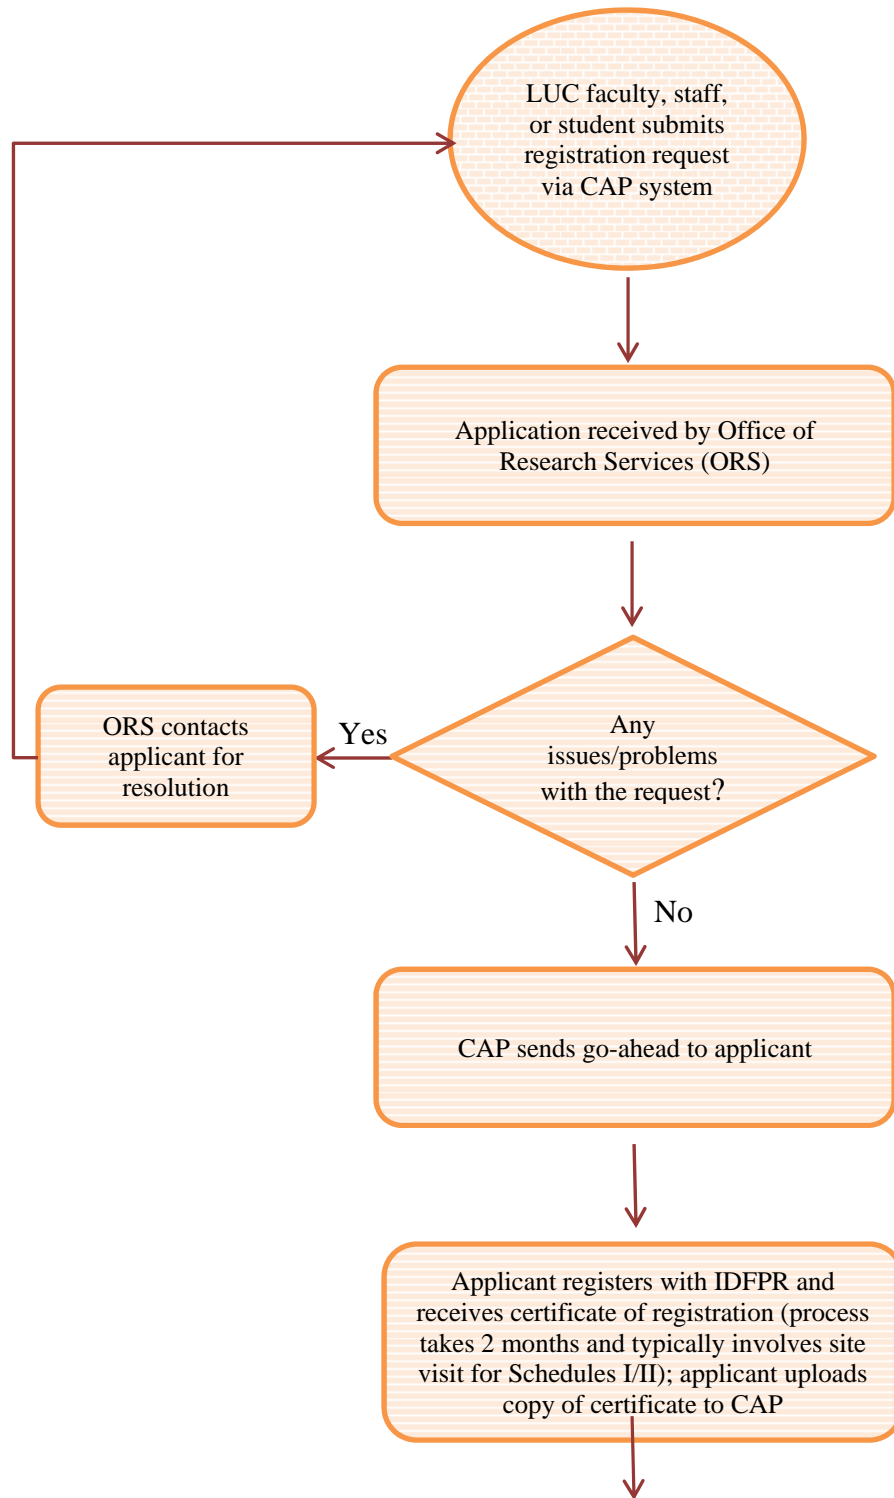 LUC faculty, staff,
or student submits
registration request
via CAP system
Application received by Office of
Research Services (ORS)
Any
issues/problems
with the request?
Yes
ORS contacts
applicant for
resolution
No
CAP sends go-ahead to applicant
Applicant registers with IDFPR and
receives certificate of registration (process
takes 2 months and typically involves site
visit for Schedules I/II); applicant uploads
copy of certificate to CAP